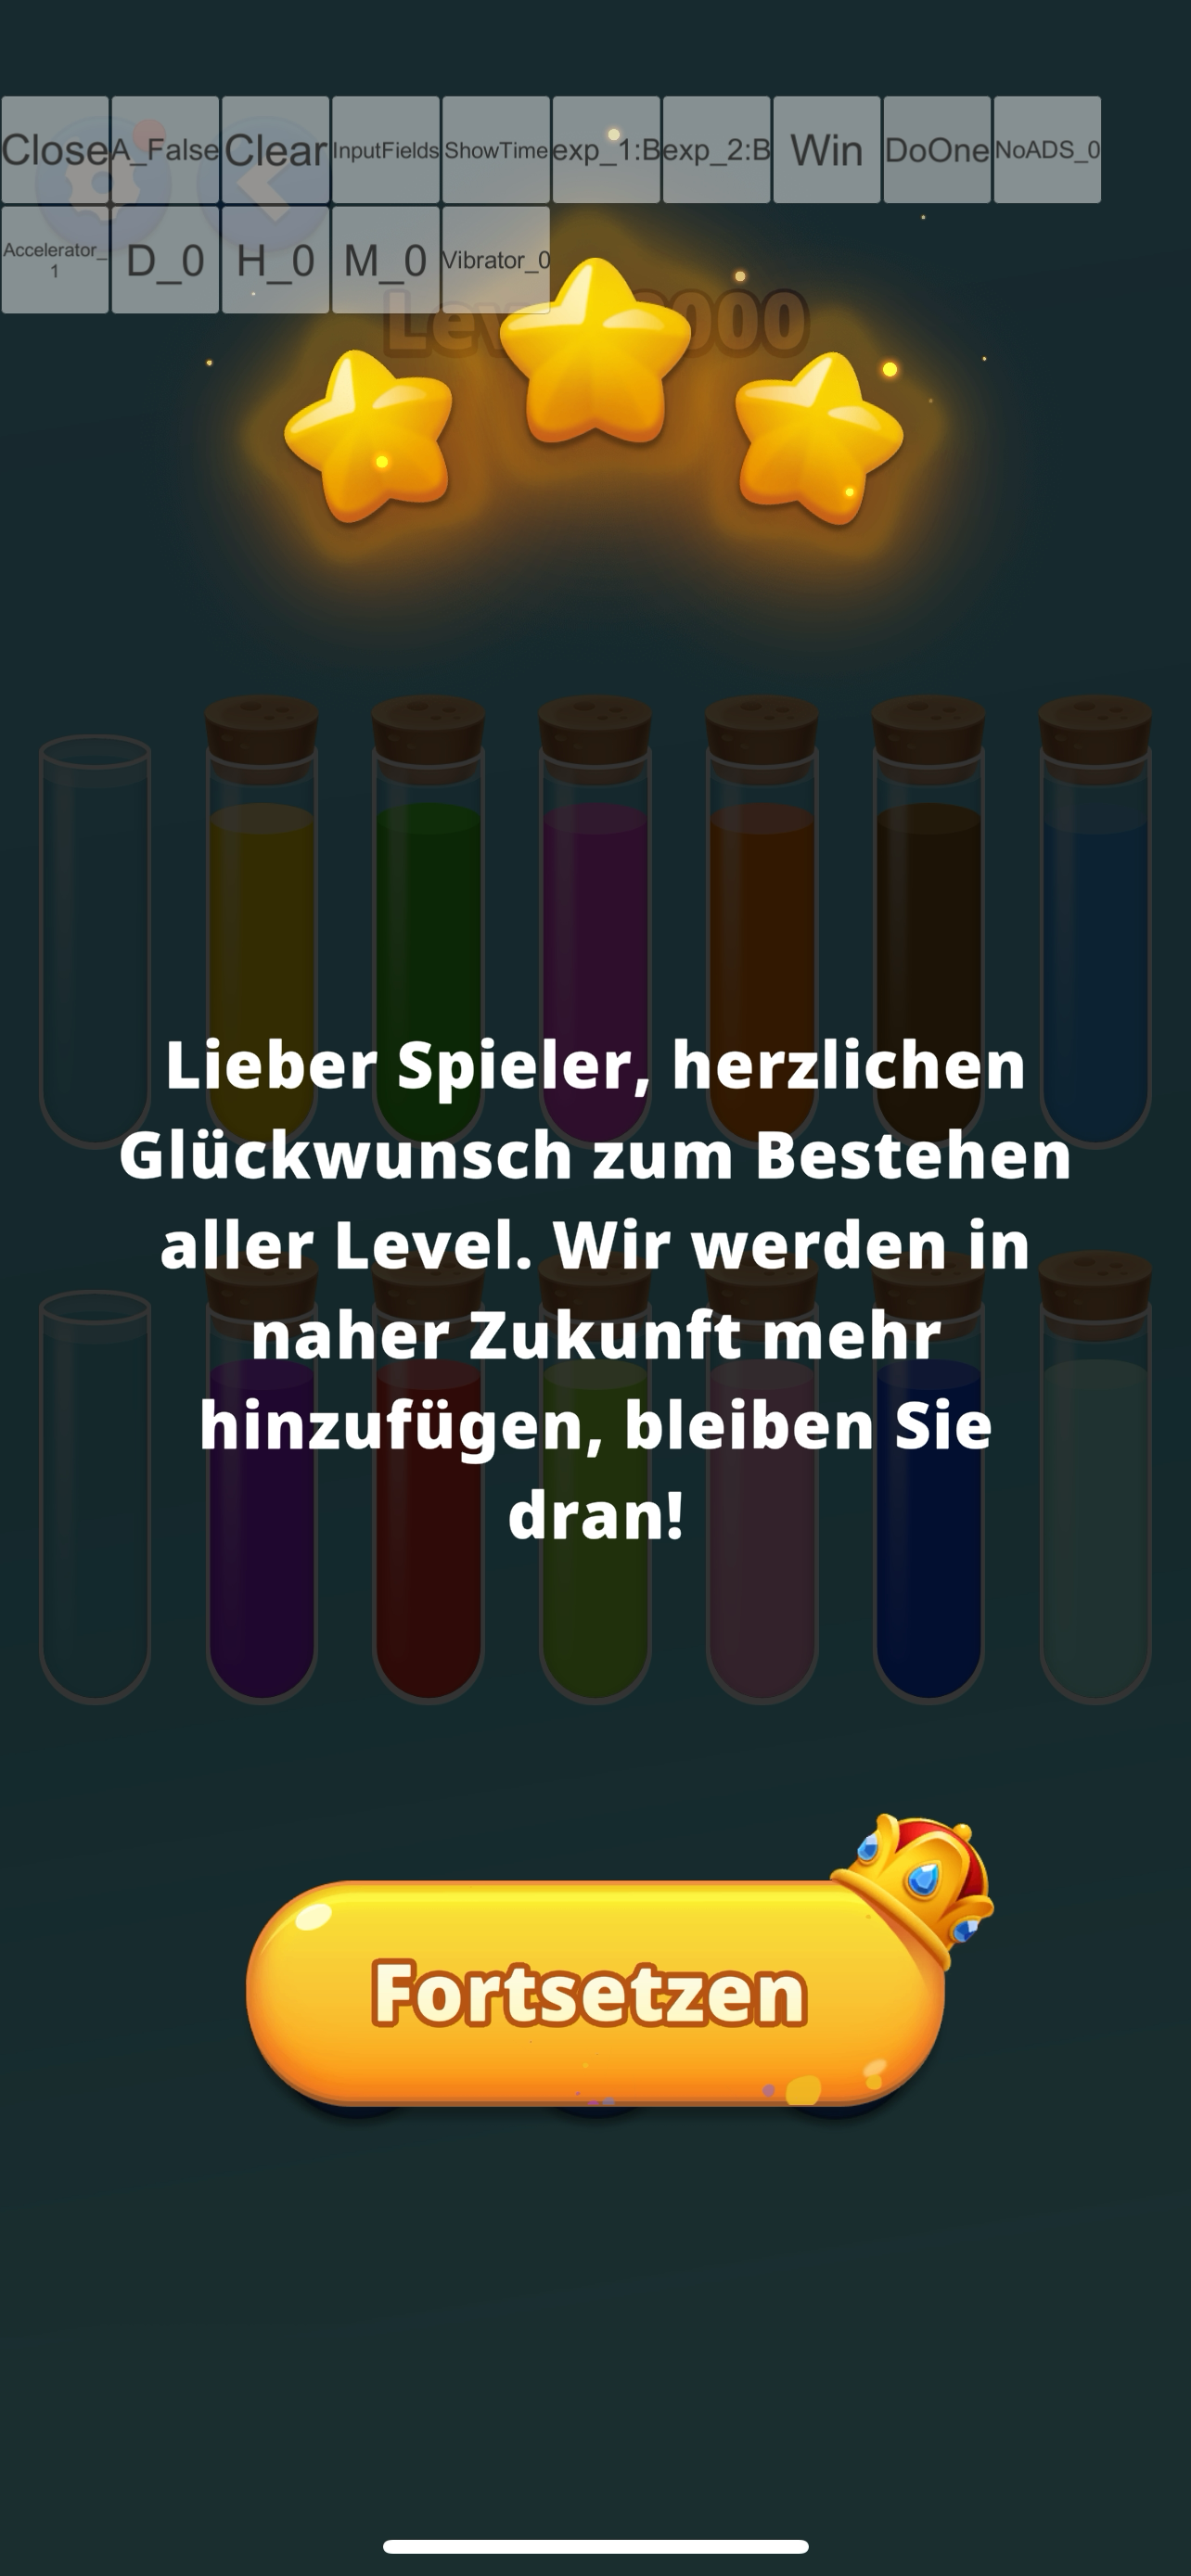 Close A_False Clear InputFields ShowTime exp_1:B exp_2:B Win DoOne NoADS_0
Accelerator_
1
D_0 H_0 M_0 Vibrator_0
Lieber Spieler, herzlichen
Glückwunsch zum Bestehen
aller Level. Wir werden in
naher Zukunft mehr
hinzufügen, bleiben Sie
dran!
Fortsetzen